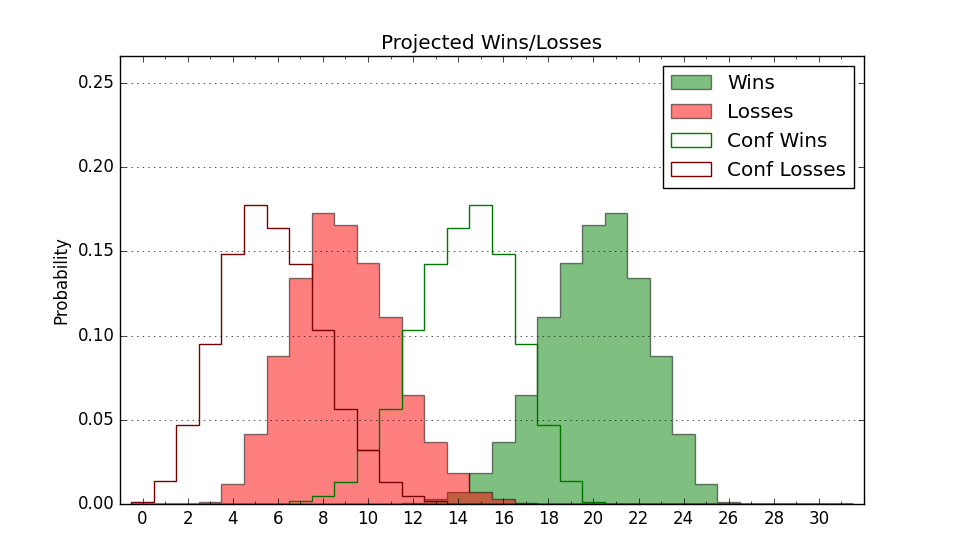 Projected Wins/Losses
0.25
0.20
0.15
0.10
0.05
0.00
Probability
Wins
Losses
Conf Wins
Conf Losses
0 2 4 6 8 10 12 14 16 18 20 22 24 26 28 30